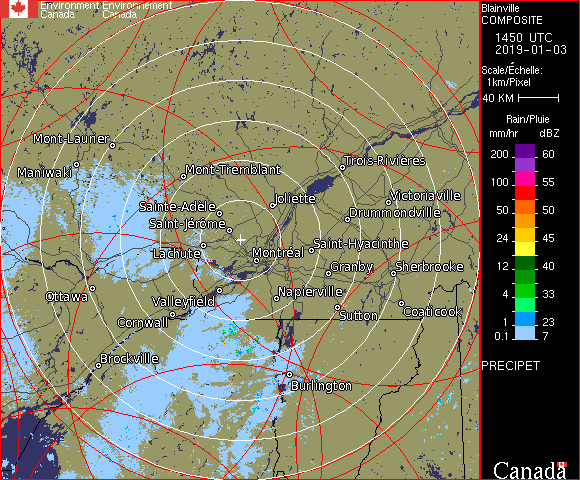 Environment Environnement
Canada Canada
Blainville
COMPOSITE
1450 UTC
2019-01-03
Scale/Échelle:
1km/Pixel
40 KM
Rain/Pluie
mm/hr dBZ
200 60
100 55
50 50
24 45
12 40
4 33
1 23
0.1 7
PRECIPET
Canada
Mont-Laurier
Maniwaki
Mont-Tremblant
Trois-Rivières
Joliette
Victoriaville
Sainte-Adèle
Drummondville
Saint-Jérôme
Lachute
Montréal
Saint-Hyacinthe
Granby
Sherbrooke
Ottawa
Valleyfield
Napierville
Cornwall
Sutton
Coaticook
Brockville
Burlington